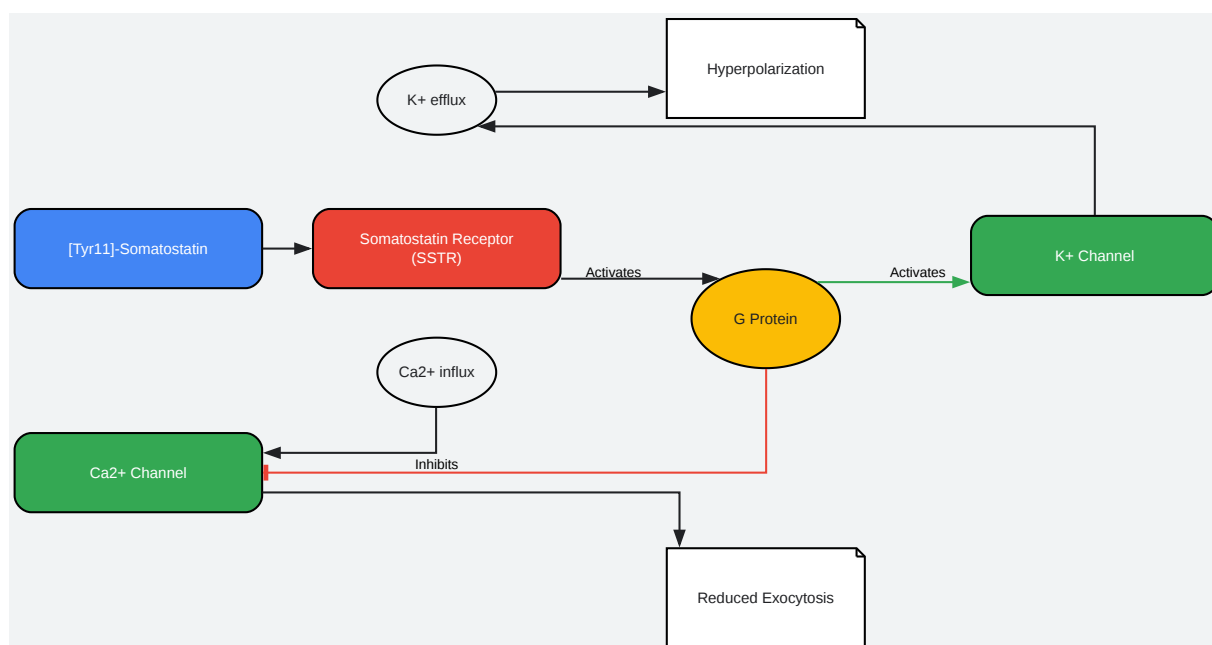 Hyperpolarization
K+ efflux
[Tyr11]-Somatostatin
Somatostatin Receptor
(SSTR)
Activates
G Protein
Activates
K+ Channel
Ca2+ influx
Ca2+ Channel
Inhibits
Reduced Exocytosis